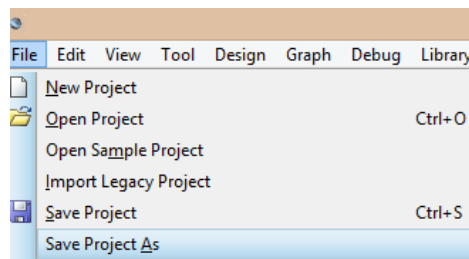 File Edit View Tool Design Graph Debug Library
New Project
Open Project Ctrl+O
Open Sample Project
Import Legacy Project
Save Project Ctrl+S
Save Project As